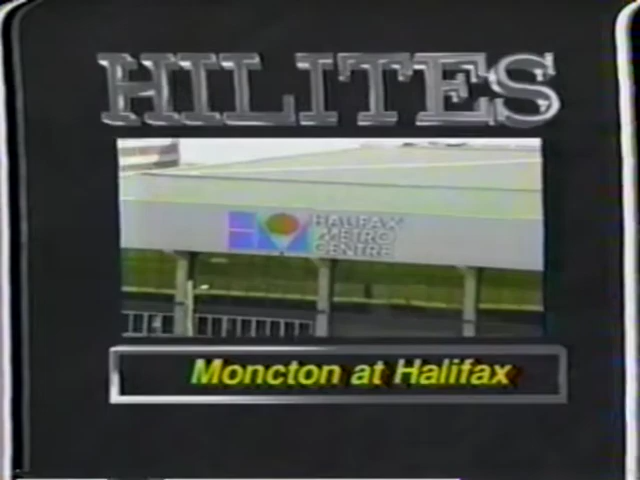 HILITES
HALIFAX
METRO
CENTRE
Moncton at Halifax